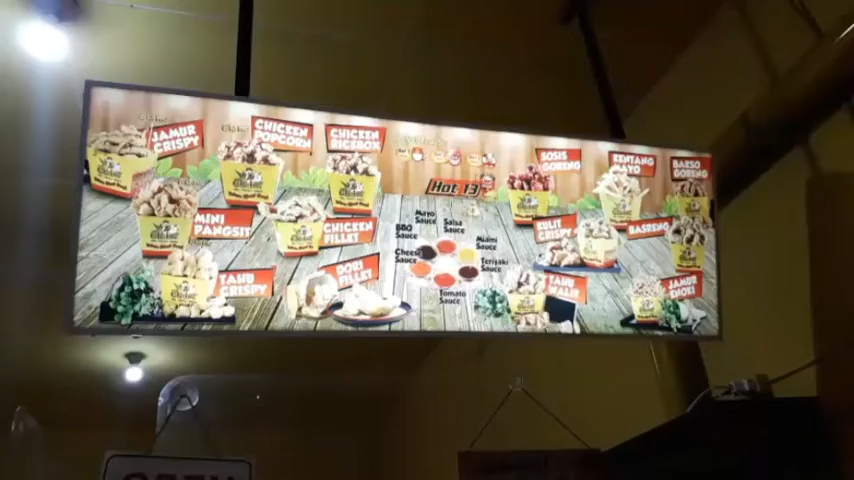 JAMUR
CRISPY
CHICKEN
POPCORN
CHICKEN
RICEBOX
SOSIS
GORENG
KENTANG
MAYO
BAKSO
GORENG
Hot 13
MINI
PANGSIT
CHICKEN
FILLET
Mayo
Sauce
Salsa
Sauce
BBQ
Sauce
Miami
Sauce
Cheese
Sauce
Teriyaki
Sauce
Tomato
Sauce
KULIT
CRISPY
BASRENG
TAHU
CRISPY
DORI
FILLET
TAHU
WALIK
JAMUR
ENOKI
OPEN